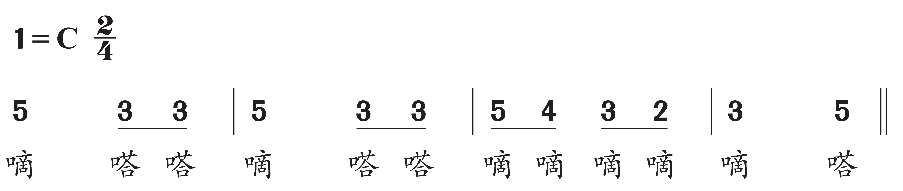 1=C 2/4
5 3 3 | 5 3 3 | 5 4 3 2 | 3 5 ‖
嘀 嗒 嗒 嘀 嗒 嗒 嘀 嘀 嘀 嘀 嘀 嗒